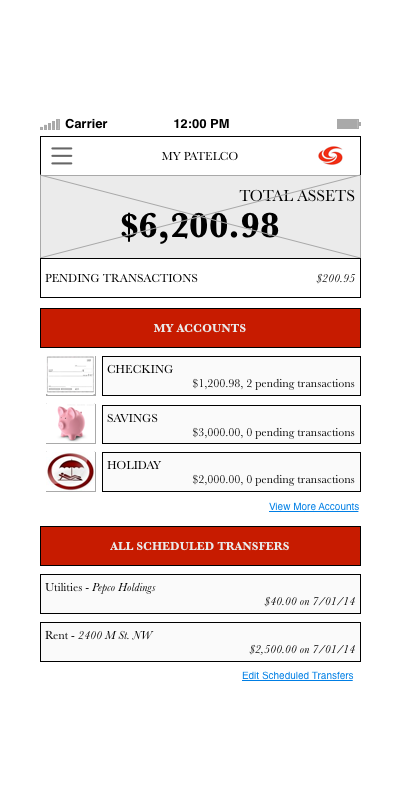 Carrier 12:00 PM
MY PATELCO
TOTAL ASSETS
$6,200.98
PENDING TRANSACTIONS $200.95
MY ACCOUNTS
CHECKING
$1,200.98, 2 pending transactions
SAVINGS
$3,000.00, 0 pending transactions
HOLIDAY
$2,000.00, 0 pending transactions
View More Accounts
ALL SCHEDULED TRANSFERS
Utilities - Pepco Holdings
$40.00 on 7/01/14
Rent - 2400 M St. NW
$2,500.00 on 7/01/14
Edit Scheduled Transfers